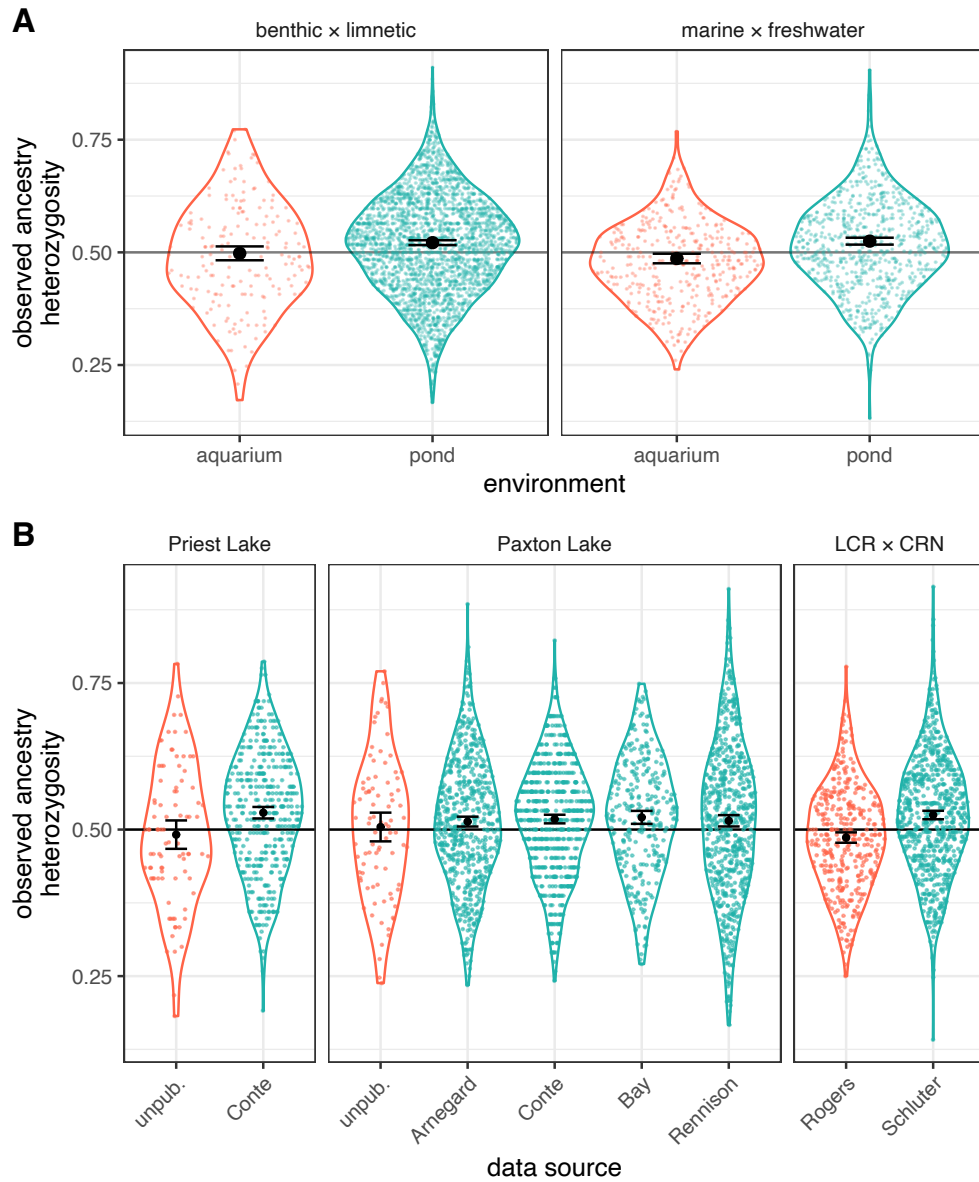 A
benthic × limnetic
marine × freshwater
observed ancestry
heterozygosity
0.75
0.50
0.25
aquarium
pond
aquarium
pond
environment
B
Priest Lake
Paxton Lake
LCR × CRN
observed ancestry
heterozygosity
0.75
0.50
0.25
unpub.
Conte
unpub.
Arnegard
Conte
Bay
Rennison
Rogers
Schluter
data source